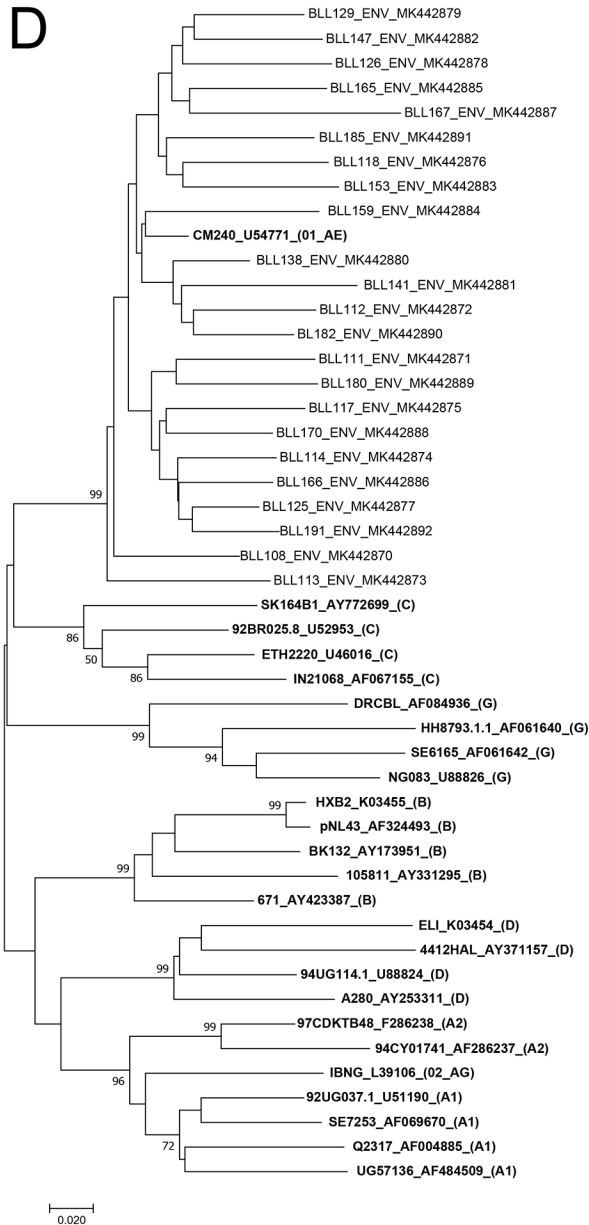 D
BLL129_ENV_MK442879
BLL147_ENV_MK442882
BLL126_ENV_MK442878
BLL165_ENV_MK442885
BLL167_ENV_MK442887
BLL185_ENV_MK442891
BLL118_ENV_MK442876
BLL153_ENV_MK442883
BLL159_ENV_MK442884
CM240_U54771_(01_AE)
BLL138_ENV_MK442880
BLL141_ENV_MK442881
BLL112_ENV_MK442872
BL182_ENV_MK442890
BLL111_ENV_MK442871
BLL180_ENV_MK442889
BLL117_ENV_MK442875
BLL170_ENV_MK442888
BLL114_ENV_MK442874
BLL166_ENV_MK442886
99
BLL125_ENV_MK442877
BLL191_ENV_MK442892
BLL108_ENV_MK442870
BLL113_ENV_MK442873
SK164B1_AY772699_(C)
86
92BR025.8_U52953_(C)
50
ETH2220_U46016_(C)
86
IN21068_AF067155_(C)
DRCBL_AF084936_(G)
99
HH8793.1.1_AF061640_(G)
94
SE6165_AF061642_(G)
NG083_U88826_(G)
99
HXB2_K03455_(B)
pNL43_AF324493_(B)
BK132_AY173951_(B)
99
105811_AY331295_(B)
671_AY423387_(B)
ELI_K03454_(D)
4412HAL_AY371157_(D)
99
94UG114.1_U88824_(D)
A280_AY253311_(D)
99
97CDKTB48_F286238_(A2)
94CY01741_AF286237_(A2)
96
IBNG_L39106_(02_AG)
92UG037.1_U51190_(A1)
SE7253_AF069670_(A1)
72
Q2317_AF004885_(A1)
UG57136_AF484509_(A1)
0.020